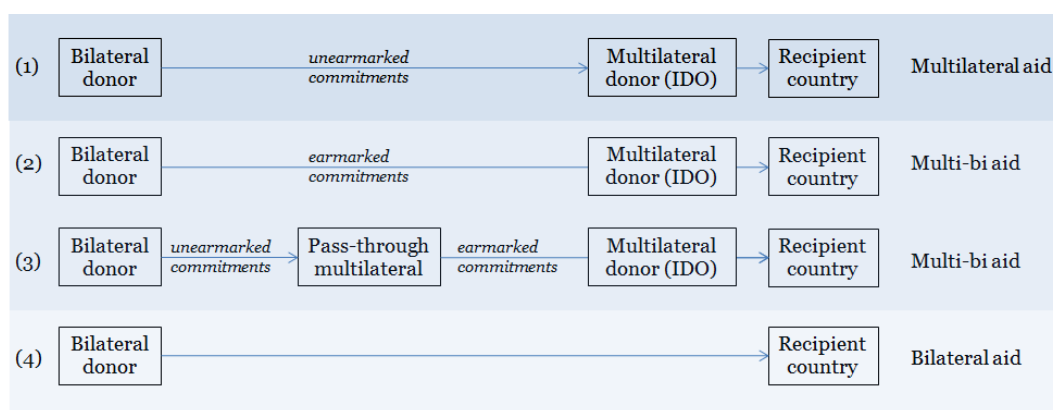 (1)
Bilateral
donor
unearmarked
commitments
Multilateral
donor (IDO)
Recipient
country
Multilateral aid
(2)
Bilateral
donor
earmarked
commitments
Multilateral
donor (IDO)
Recipient
country
Multi-bi aid
(3)
Bilateral
donor
unearmarked
commitments
Pass-through
multilateral
earmarked
commitments
Multilateral
donor (IDO)
Recipient
country
Multi-bi aid
(4)
Bilateral
donor
Recipient
country
Bilateral aid